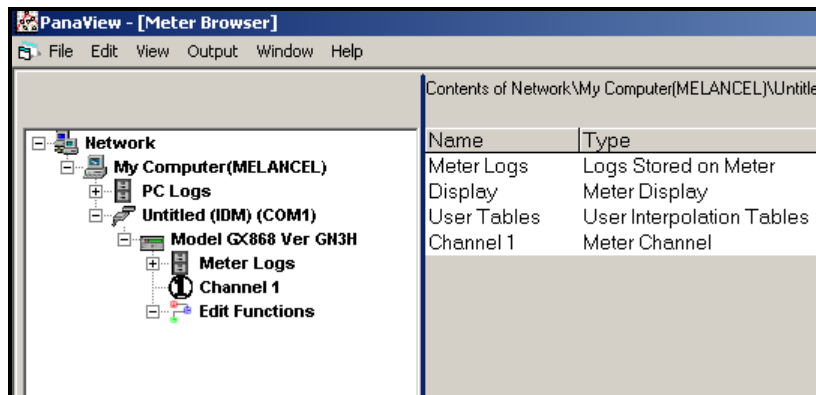 PanaView - [Meter Browser]
File Edit View Output Window Help
Contents of Network\My Computer(MELANCEL)\Untitle
Network
My Computer(MELANCEL)
PC Logs
Untitled (IDM) (COM1)
Model GX868 Ver GN3H
Meter Logs
1 Channel 1
Edit Functions
Name Type
Meter Logs Logs Stored on Meter
Display Meter Display
User Tables User Interpolation Tables
Channel 1 Meter Channel